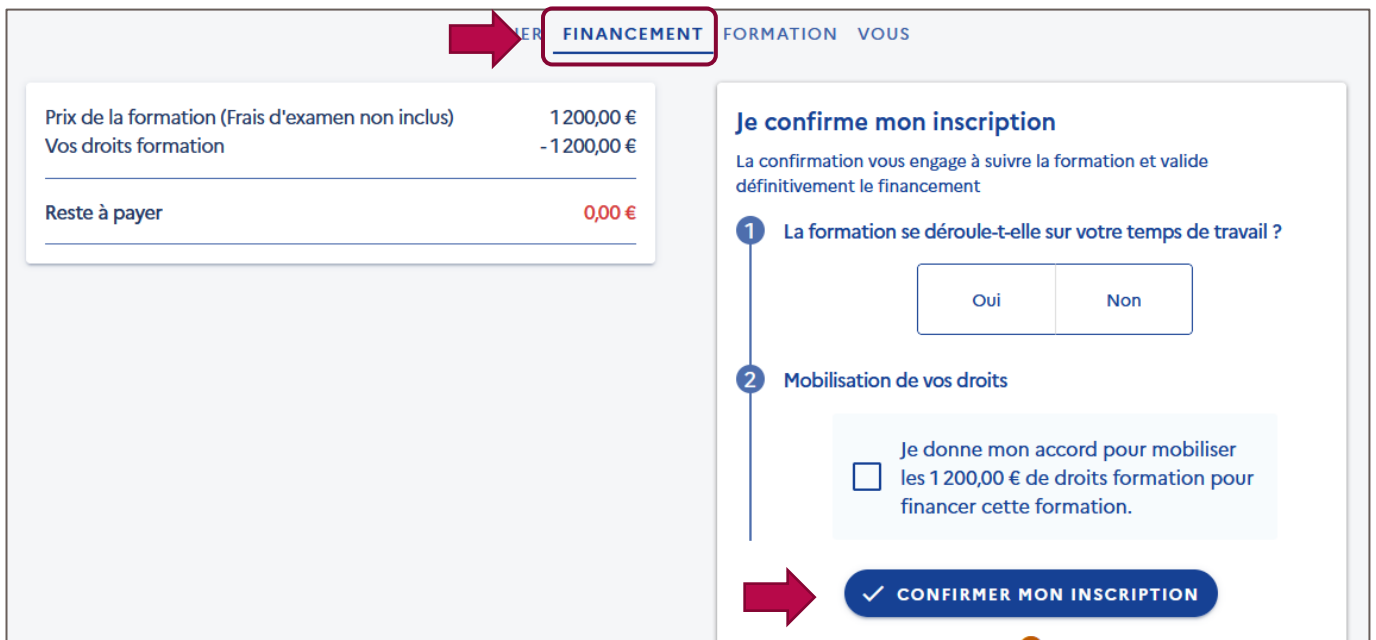 FINANCEMENT FORMATION VOUS
Prix de la formation (Frais d'examen non inclus) 1 200,00 €
Vos droits formation - 1 200,00 €
Reste à payer 0,00 €
Je confirme mon inscription
La confirmation vous engage à suivre la formation et valide
définitivement le financement
1 La formation se déroule-t-elle sur votre temps de travail ?
Oui Non
2 Mobilisation de vos droits
Je donne mon accord pour mobiliser
les 1 200,00 € de droits formation pour
financer cette formation.
CONFIRMER MON INSCRIPTION